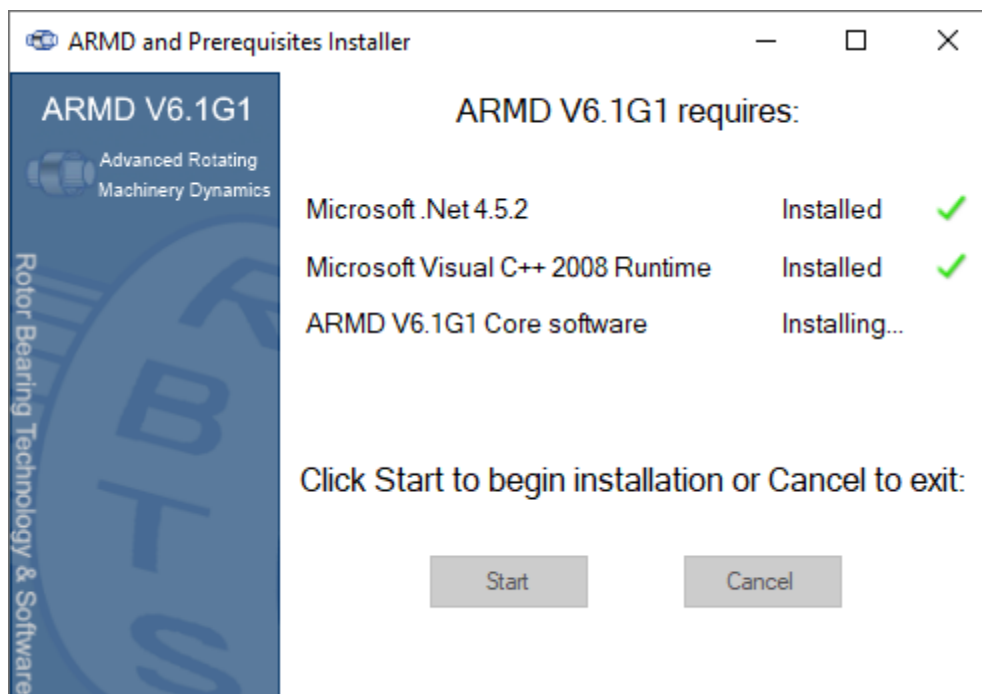 ARMD and Prerequisites Installer
ARMD V6.1G1
Advanced Rotating
Machinery Dynamics
Rotor Bearing Technology & Software
RBTS
ARMD V6.1G1 requires:
Microsoft .Net 4.5.2 Installed
Microsoft Visual C++ 2008 Runtime Installed
ARMD V6.1G1 Core software Installing...
Click Start to begin installation or Cancel to exit:
Start Cancel